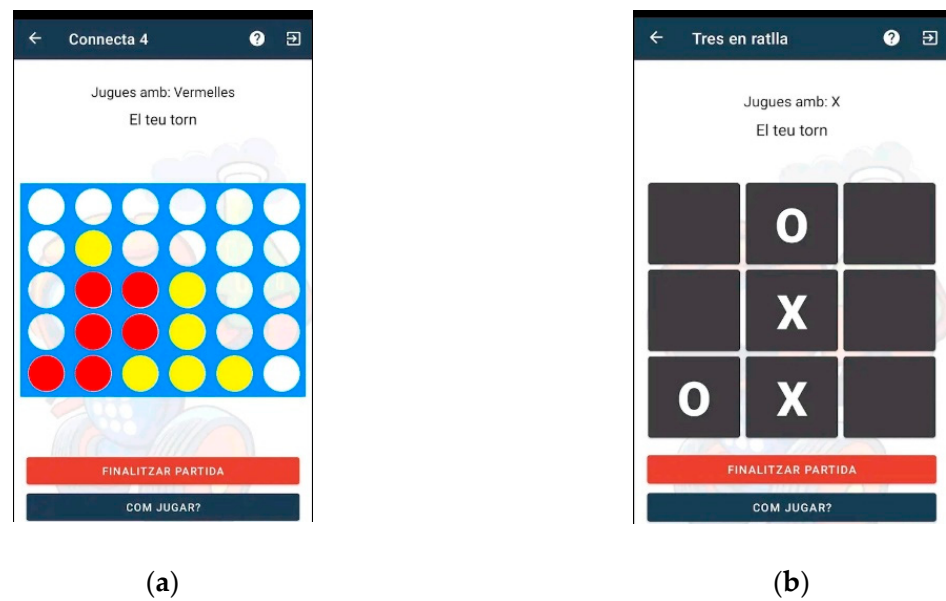 Connecta 4
Jugues amb: Vermelles
El teu torn
FINALITZAR PARTIDA
COM JUGAR?
(a)
Tres en ratlla
Jugues amb: X
El teu torn
O
X
O X
FINALITZAR PARTIDA
COM JUGAR?
(b)